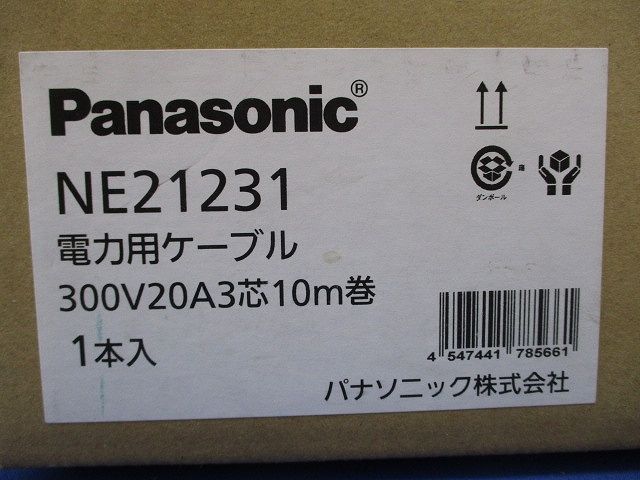 Panasonic®
NE21231
電力用ケーブル
300V20A3芯10m巻
1本入
ダンボール
4 547441 785661
パナソニック株式会社